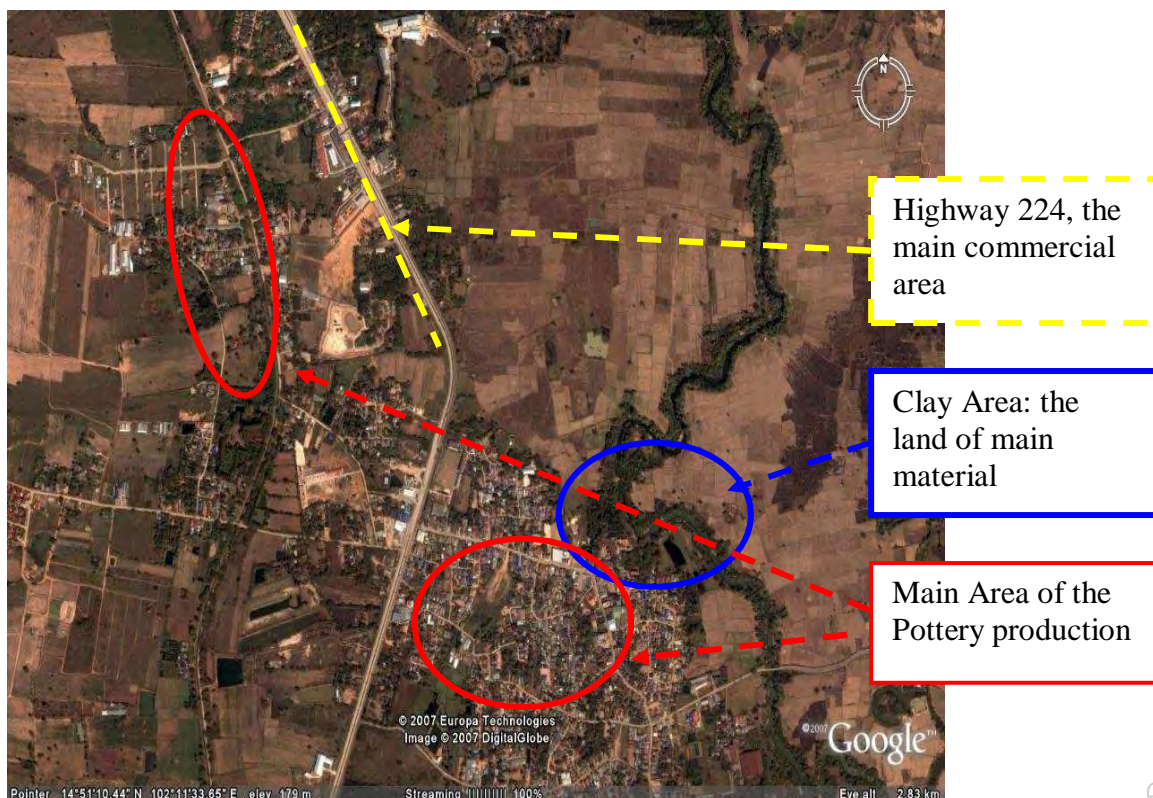 N
Highway 224, the
main commercial
area
Clay Area: the
land of main
material
Main Area of the
Pottery production
© 2007 Europa Technologies
Image © 2007 DigitalGlobe
©2007 Google™
Pointer 14°51'10.44" N 102°11'33.65" E elev 179 m Streaming 100% Eye alt 2.83 km